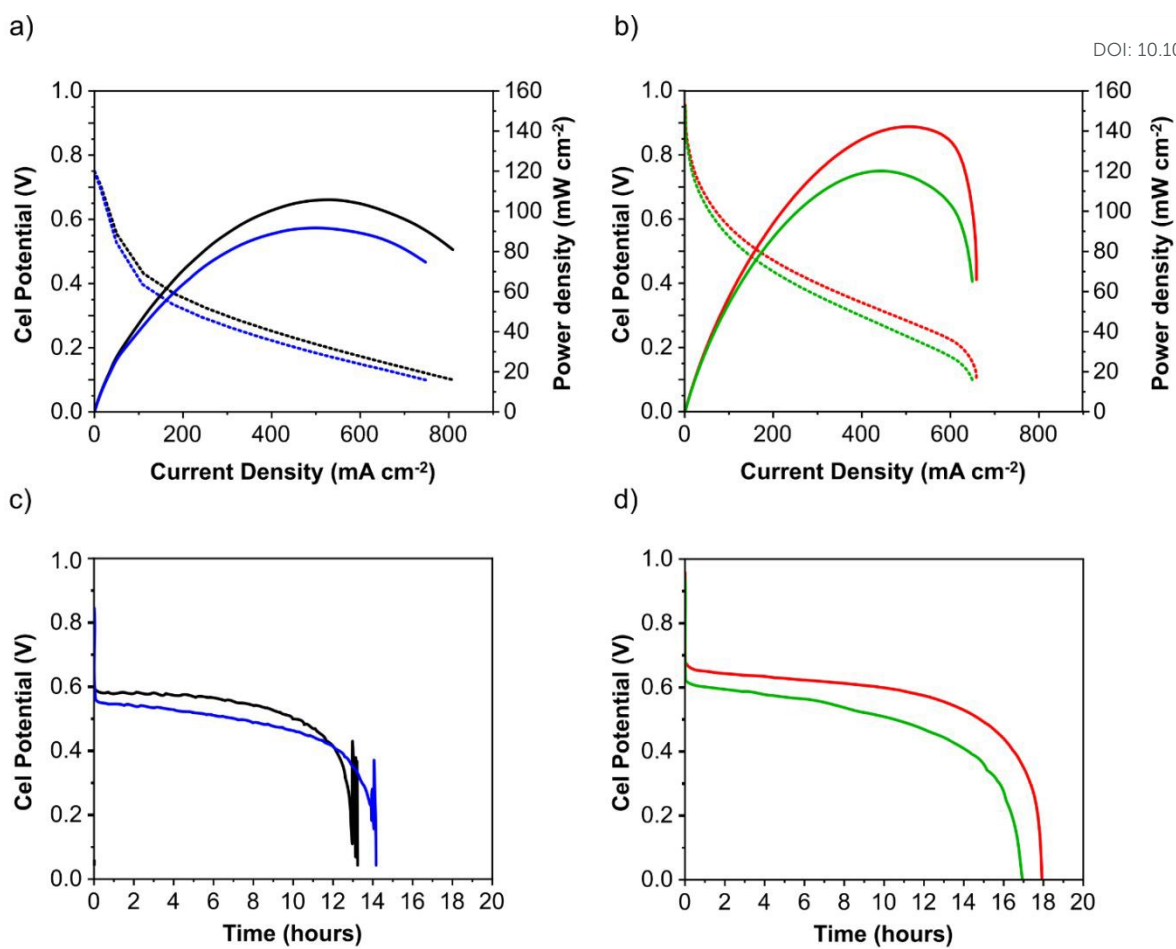 a)
b)
DOI: 10.10
1.0
0.8
0.6
0.4
0.2
0.0
Cel Potential (V)
160
140
120
100
80
60
40
20
0
Power density (mW cm⁻²)
0 200 400 600 800
Current Density (mA cm⁻²)
1.0
0.8
0.6
0.4
0.2
0.0
Cel Potential (V)
160
140
120
100
80
60
40
20
0
Power density (mW cm⁻²)
0 200 400 600 800
Current Density (mA cm⁻²)
c)
d)
1.0
0.8
0.6
0.4
0.2
0.0
Cel Potential (V)
0 2 4 6 8 10 12 14 16 18 20
Time (hours)
1.0
0.8
0.6
0.4
0.2
0.0
Cel Potential (V)
0 2 4 6 8 10 12 14 16 18 20
Time (hours)